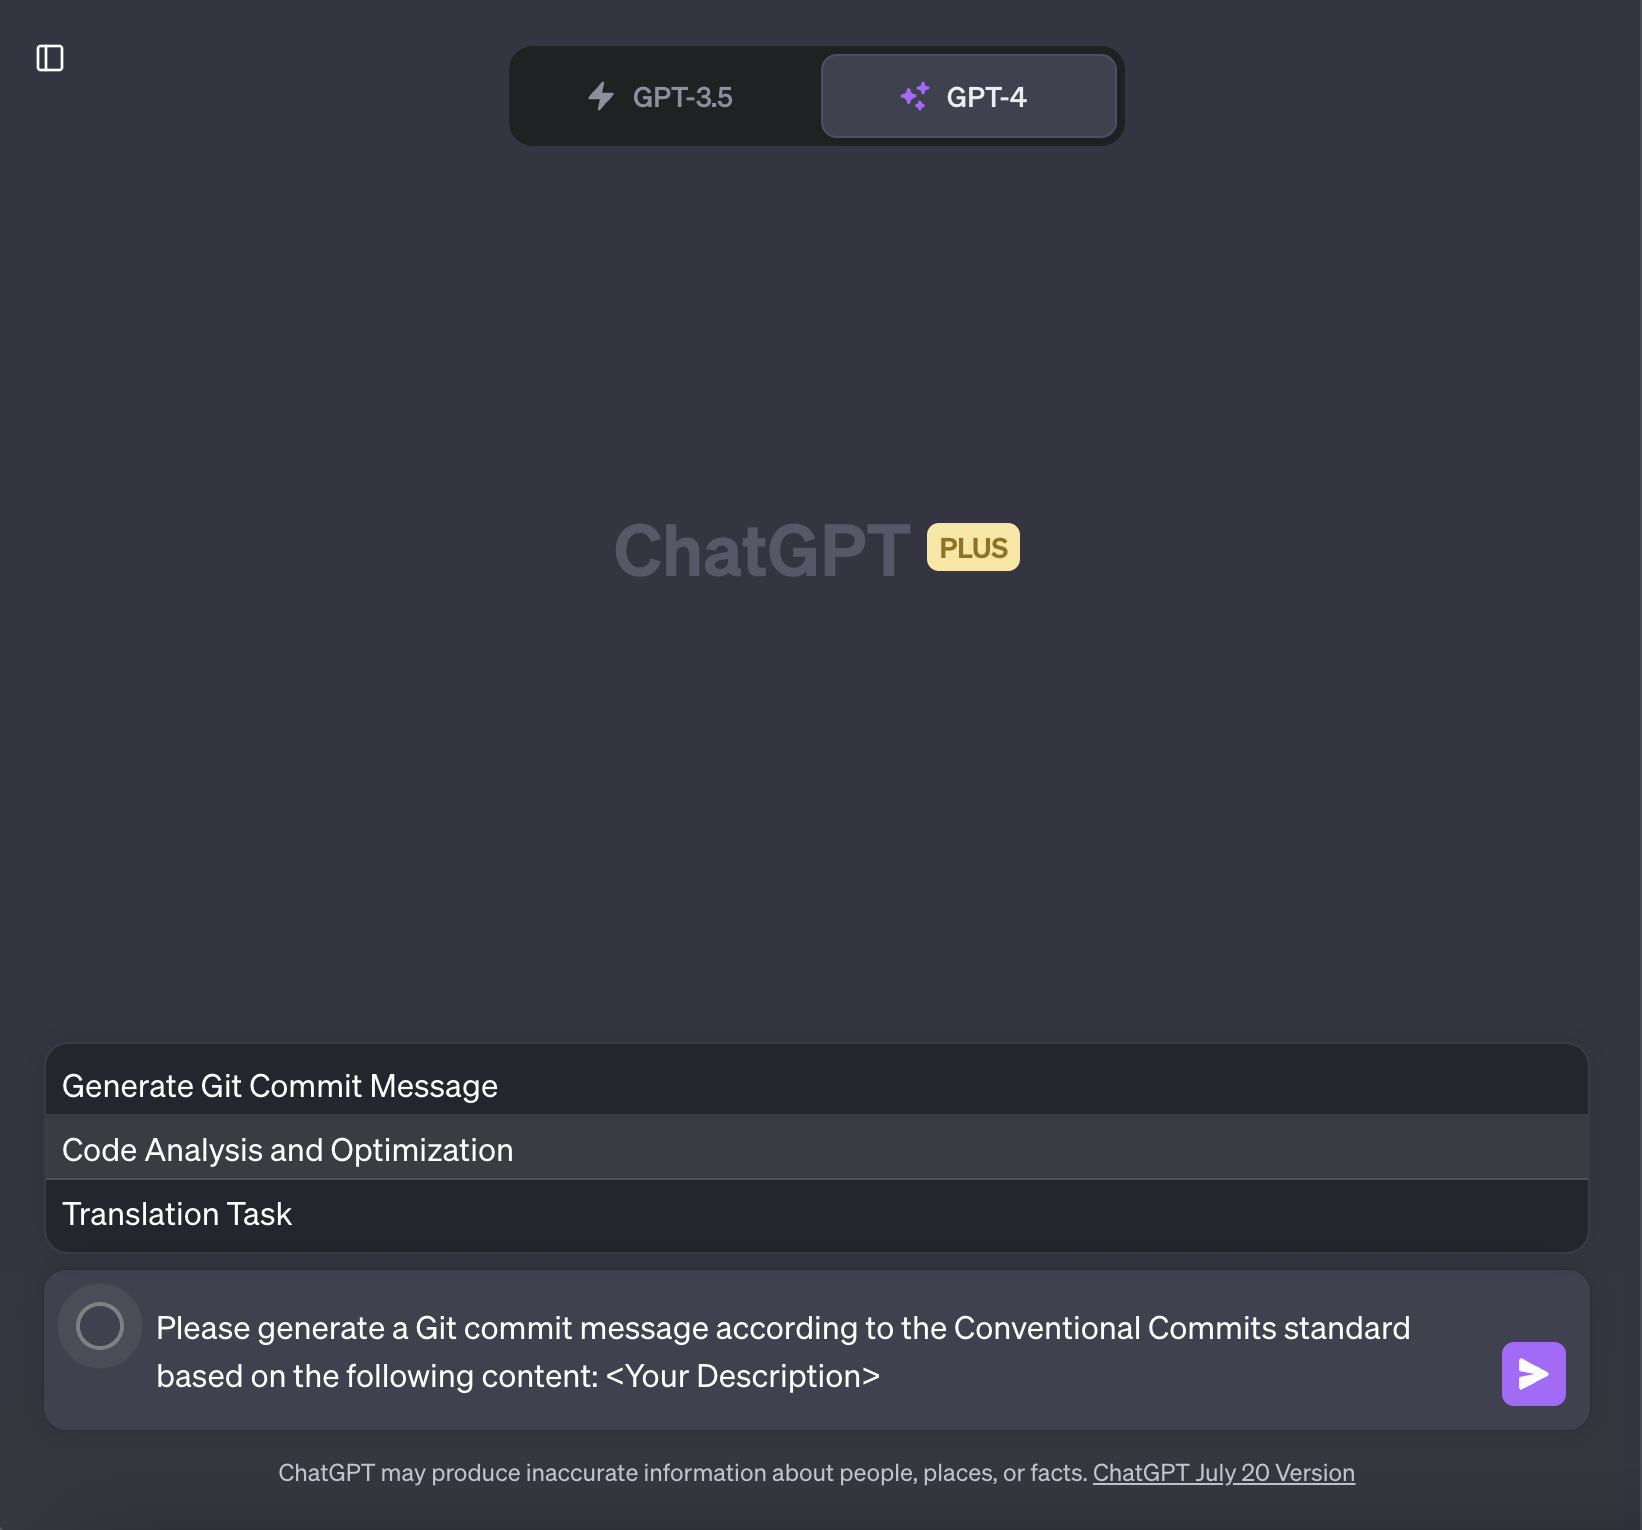 GPT-3.5
GPT-4
ChatGPT PLUS
Generate Git Commit Message
Code Analysis and Optimization
Translation Task
Please generate a Git commit message according to the Conventional Commits standard
based on the following content: <Your Description>
ChatGPT may produce inaccurate information about people, places, or facts. ChatGPT July 20 Version